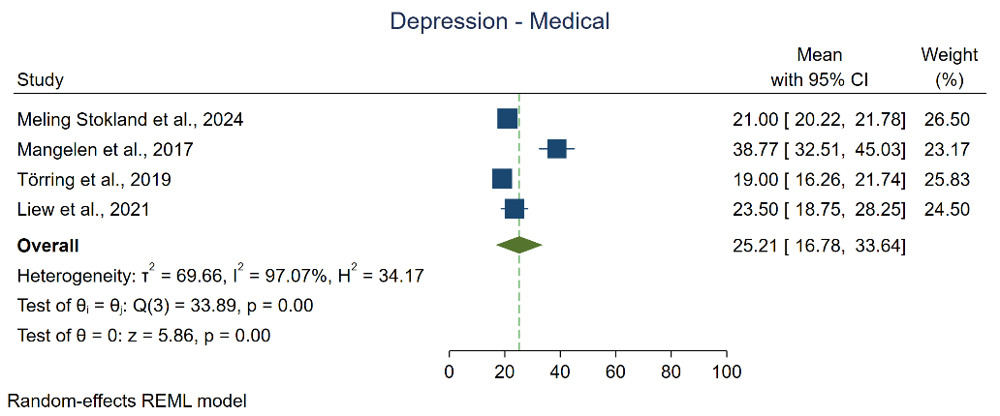 Depression - Medical
Mean
Weight
Study
with 95% CI
(%)
Meling Stokland et al., 2024 21.00 [ 20.22, 21.78] 26.50
Mangelen et al., 2017 38.77 [ 32.51, 45.03] 23.17
Törring et al., 2019 19.00 [ 16.26, 21.74] 25.83
Liew et al., 2021 23.50 [ 18.75, 28.25] 24.50
Overall 25.21 [ 16.78, 33.64]
Heterogeneity: τ² = 69.66, I² = 97.07%, H² = 34.17
Test of θᵢ = θⱼ: Q(3) = 33.89, p = 0.00
Test of θ = 0: z = 5.86, p = 0.00
0 20 40 60 80 100
Random-effects REML model